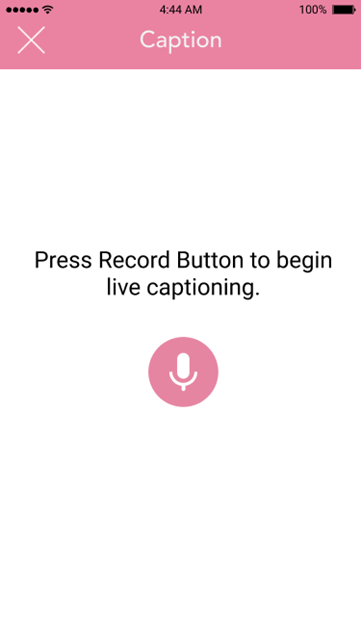 4:44 AM 100%
Caption
Press Record Button to begin
live captioning.